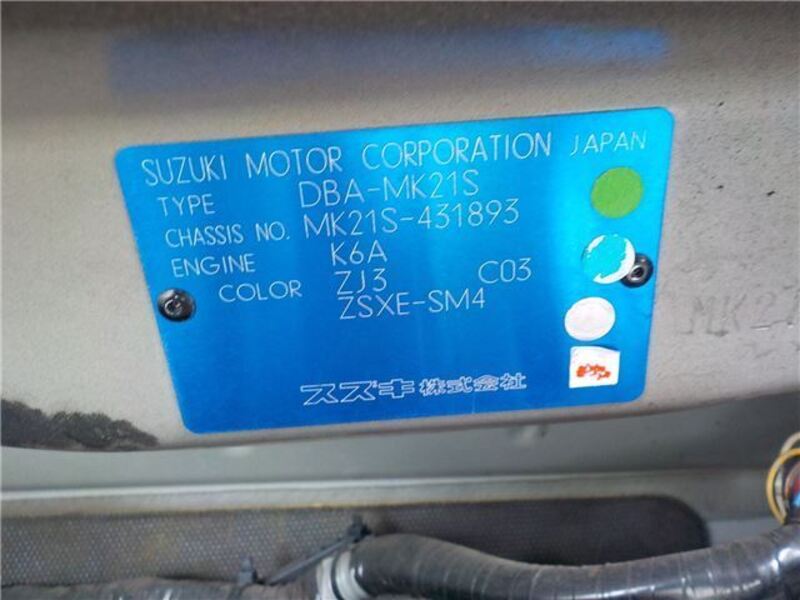 SUZUKI MOTOR CORPORATION JAPAN
TYPE DBA-MK21S
CHASSIS NO. MK21S-431893
ENGINE K6A
COLOR ZJ3 C03
ZSXE-SM4
スズキ株式会社
MK21